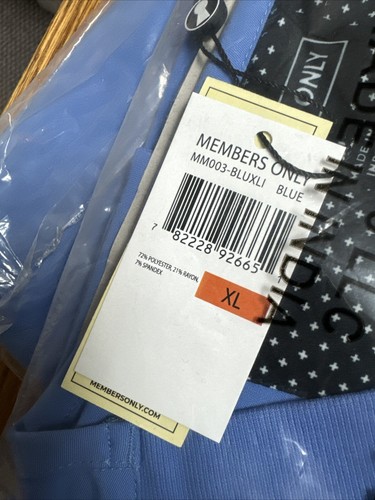 MEMBERS ONLY
MM003-BLUXLI BLUE
7 82228 92665
72% POLYESTER, 21% RAYON,
7% SPANDEX
XL
MEMBERSONLY.COM
ONLY
MADE IN INDIA